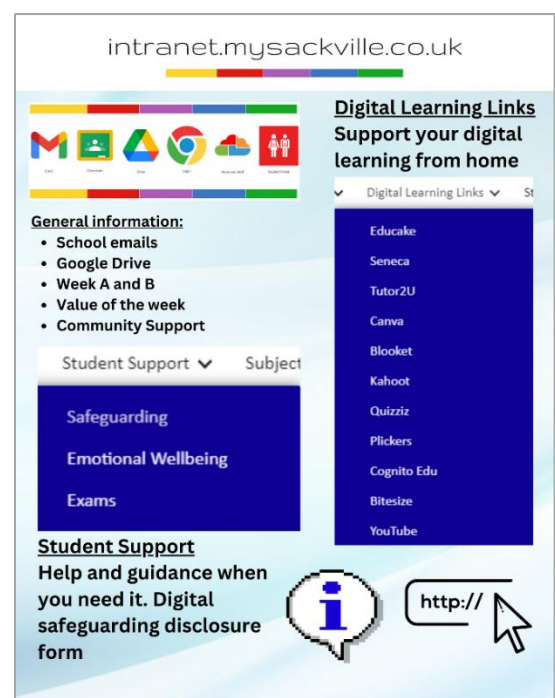 intranet.mysackville.co.uk
Digital Learning Links
Support your digital
learning from home
General information:
• School emails
• Google Drive
• Week A and B
• Value of the week
• Community Support
Digital Learning Links
St
Educake
Seneca
Tutor2U
Canva
Blooket
Kahoot
Quizziz
Plickers
Cognito Edu
Bitesize
YouTube
Student Support
Subject
Safeguarding
Emotional Wellbeing
Exams
Student Support
Help and guidance when
you need it. Digital
safeguarding disclosure
form
i
http://